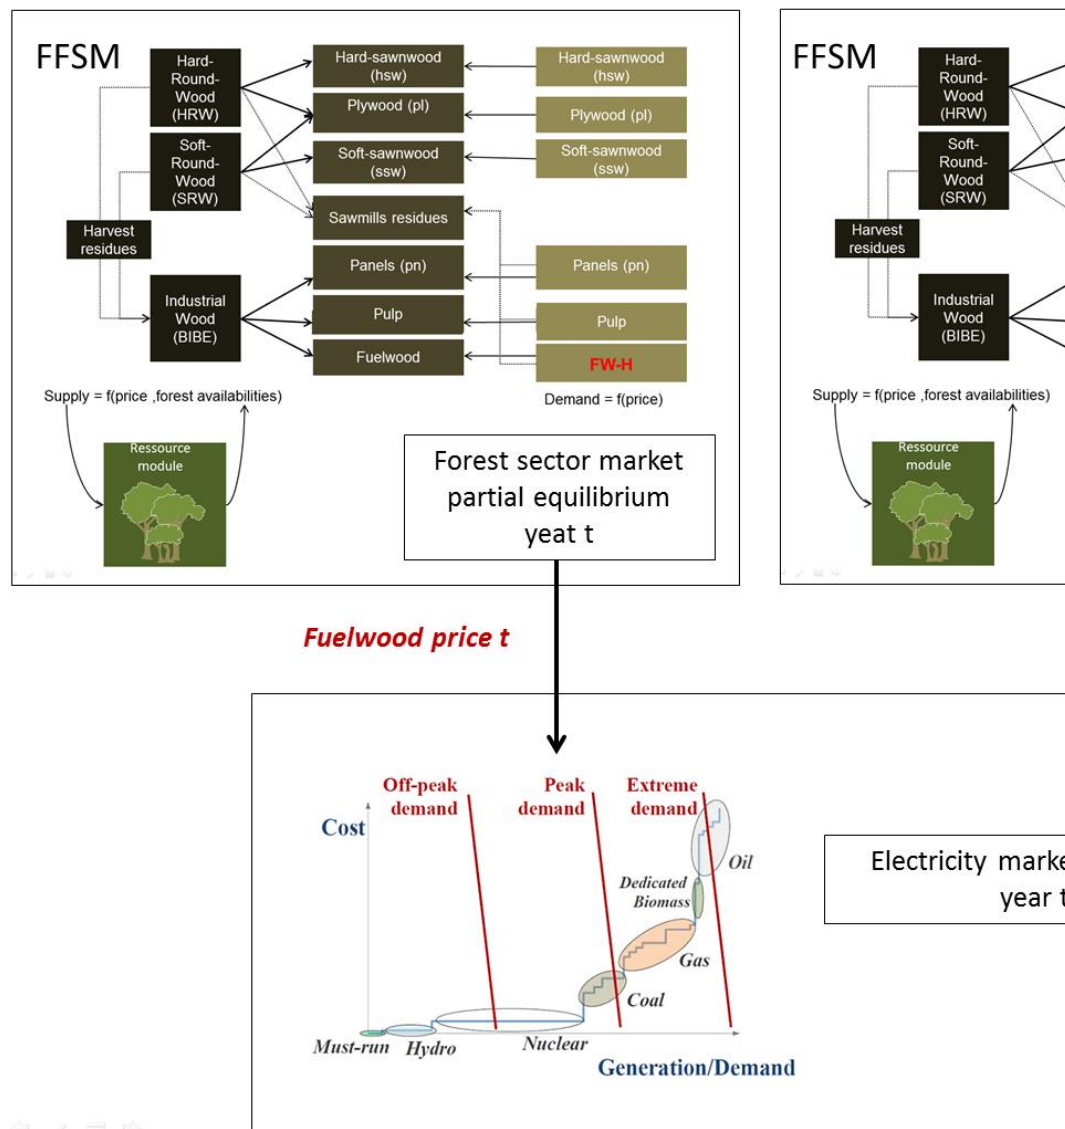 FFSM
Hard-
Round-
Wood
(HRW)
Soft-
Round-
Wood
(SRW)
Harvest
residues
Industrial
Wood
(BIBE)
Hard-sawnwood
(hsw)
Plywood (pl)
Soft-sawnwood
(ssw)
Sawmills residues
Panels (pn)
Pulp
Fuelwood
Hard-sawnwood
(hsw)
Plywood (pl)
Soft-sawnwood
(ssw)
Panels (pn)
Pulp
FW-H
Supply = f(price ,forest availabilities)
Demand = f(price)
Ressource
module
Forest sector market
partial equilibrium
yeat t
FFSM
Hard-
Round-
Wood
(HRW)
Soft-
Round-
Wood
(SRW)
Harvest
residues
Industrial
Wood
(BIBE)
Supply = f(price ,forest availabilities)
Ressource
module
Fuelwood price t
Off-peak
demand
Peak
demand
Extreme
demand
Cost
Oil
Dedicated
Biomass
Gas
Coal
Must-run
Hydro
Nuclear
Generation/Demand
Electricity marke
year t